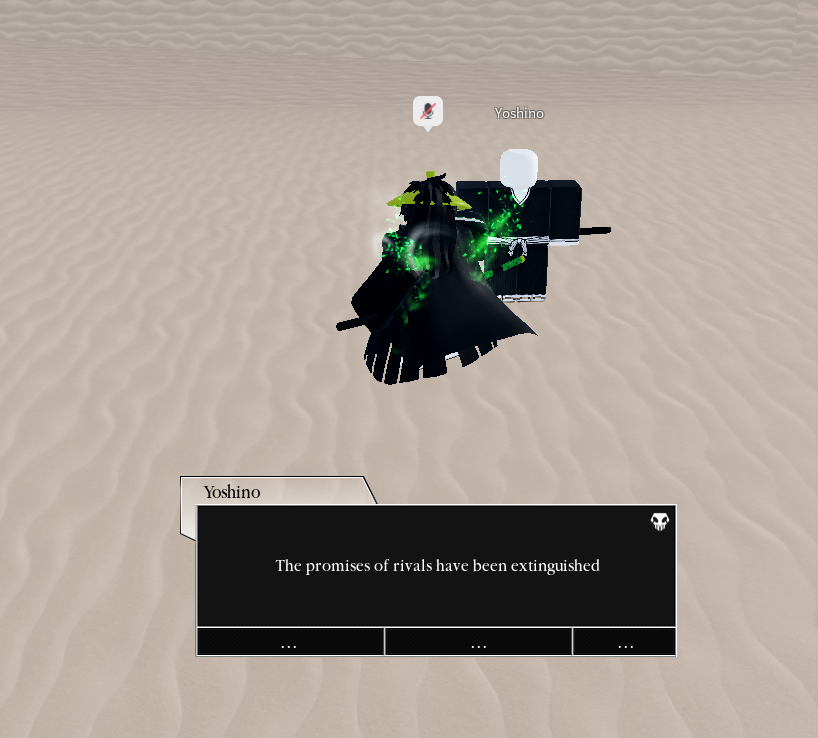 Yoshino
Yoshino
The promises of rivals have been extinguished
... ... ...